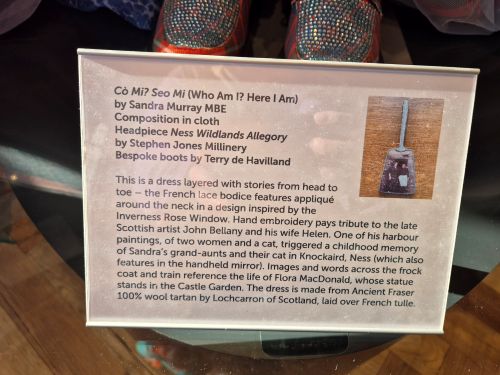 Cò Mi? Seo Mi (Who Am I? Here I Am)
by Sandra Murray MBE
Composition in cloth
Headpiece Ness Wildlands Allegory
by Stephen Jones Millinery
Bespoke boots by Terry de Havilland
This is a dress layered with stories from head to
toe – the French lace bodice features appliqué
around the neck in a design inspired by the
Inverness Rose Window. Hand embroidery pays tribute to the late
Scottish artist John Bellany and his wife Helen. One of his harbour
paintings, of two women and a cat, triggered a childhood memory
of Sandra's grand-aunts and their cat in Knockaird, Ness (which also
features in the handheld mirror). Images and words across the frock
coat and train reference the life of Flora MacDonald, whose statue
stands in the Castle Garden. The dress is made from Ancient Fraser
100% wool tartan by Lochcarron of Scotland, laid over French tulle.